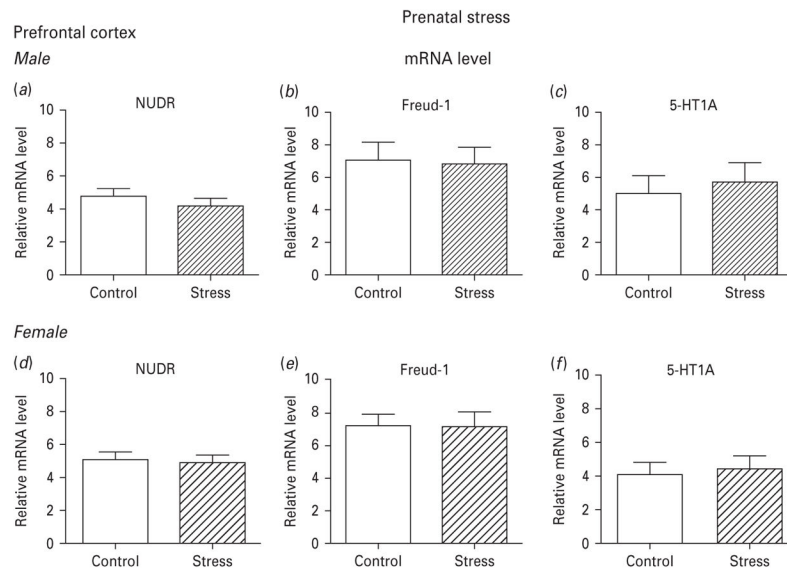 Prenatal stress
Prefrontal cortex
Male
mRNA level
(a)
NUDR
10
8
6
4
2
0
Relative mRNA level
Control
Stress
(b)
Freud-1
10
8
6
4
2
0
Relative mRNA level
Control
Stress
(c)
5-HT1A
10
8
6
4
2
0
Relative mRNA level
Control
Stress
Female
(d)
NUDR
10
8
6
4
2
0
Relative mRNA level
Control
Stress
(e)
Freud-1
10
8
6
4
2
0
Relative mRNA level
Control
Stress
(f)
5-HT1A
10
8
6
4
2
0
Relative mRNA level
Control
Stress